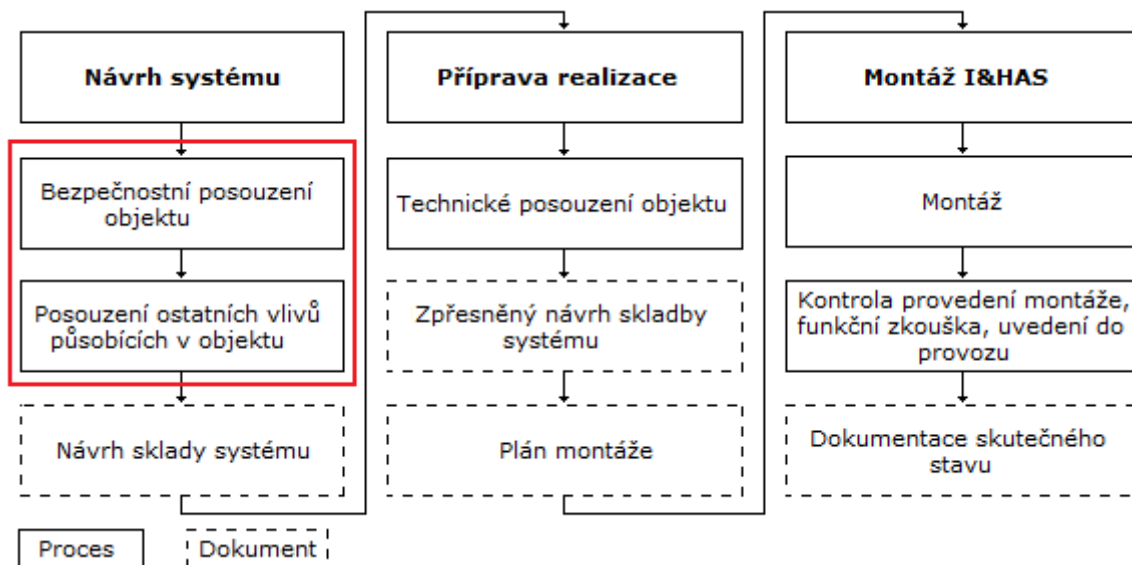 Návrh systému
Bezpečnostní posouzení
objektu
Posouzení ostatních vlivů
působících v objektu
Návrh sklady systému
Příprava realizace
Technické posouzení objektu
Zpřesněný návrh skladby
systému
Plán montáže
Montáž I&HAS
Montáž
Kontrola provedení montáže,
funkční zkouška, uvedení do
provozu
Dokumentace skutečného
stavu
Proces
Dokument